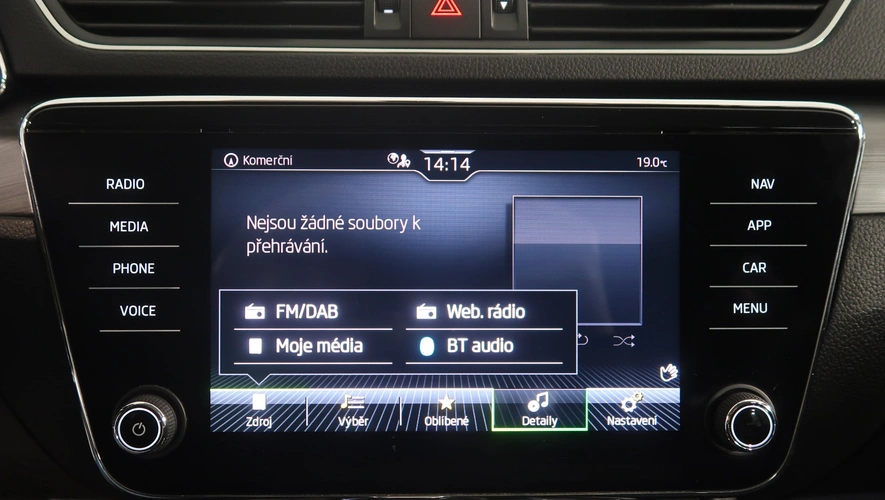 Komerční
14:14
19.0°C
RADIO
MEDIA
PHONE
VOICE
Nejsou žádné soubory k
přehrávání.
FM/DAB
Web. rádio
Moje média
BT audio
Zdroj
Výběr
Oblíbené
Detaily
Nastavení
NAV
APP
CAR
MENU